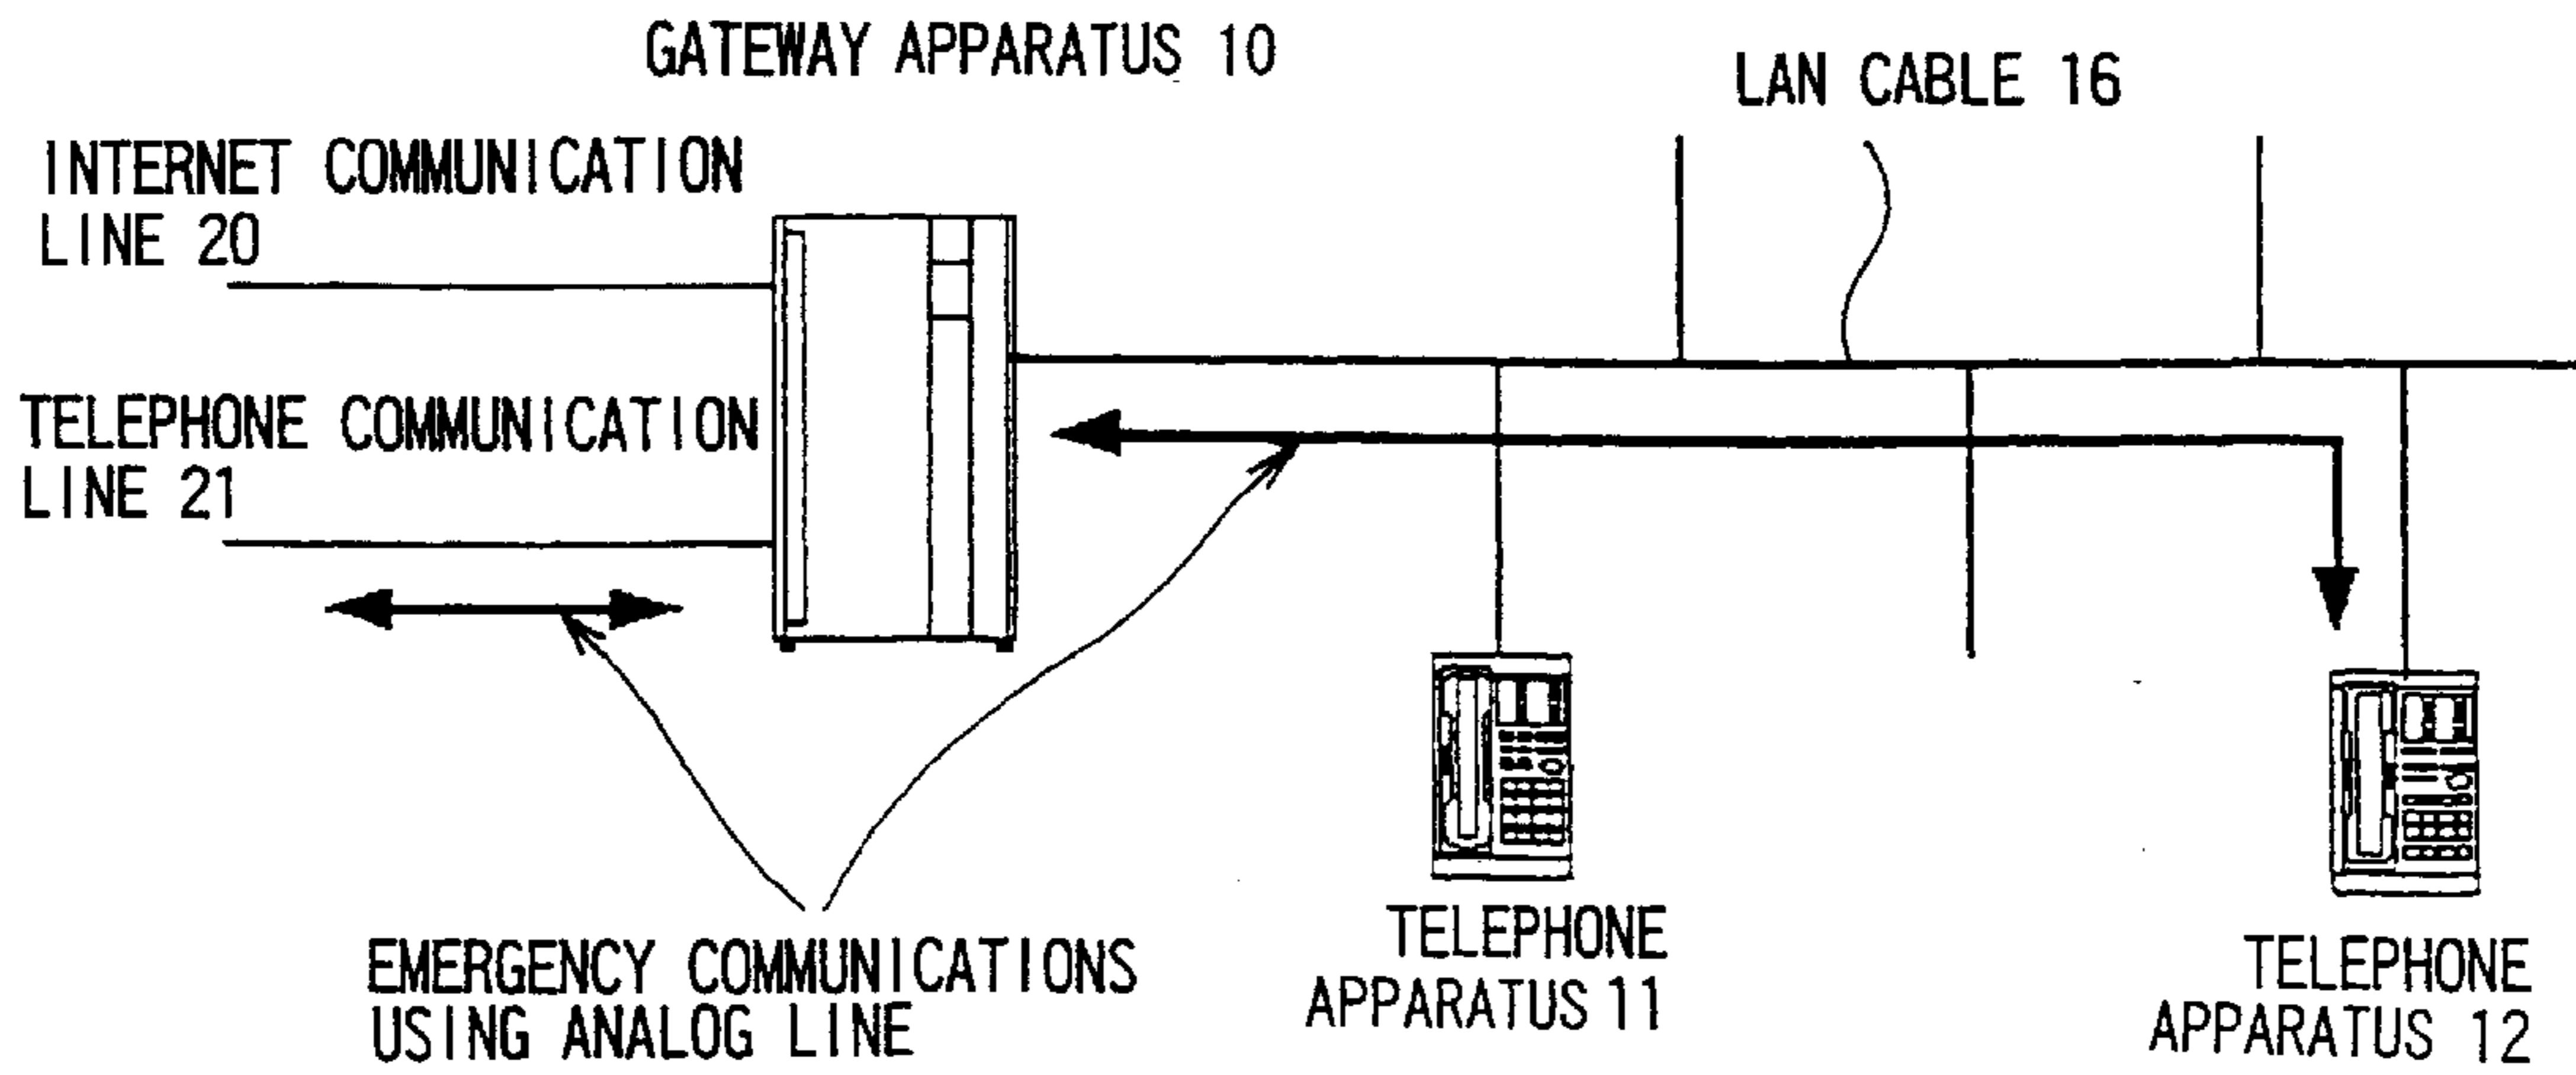 GATEWAY APPARATUS 10
LAN CABLE 16
INTERNET COMMUNICATION
LINE 20
TELEPHONE COMMUNICATION
LINE 21
EMERGENCY COMMUNICATIONS
USING ANALOG LINE
TELEPHONE
APPARATUS 11
TELEPHONE
APPARATUS 12